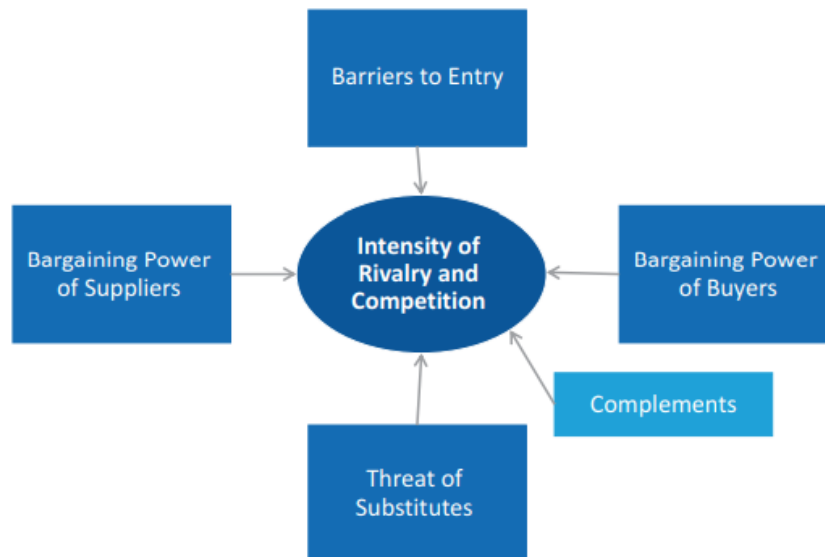 Barriers to Entry
Bargaining Power
of Suppliers
Intensity of
Rivalry and
Competition
Bargaining Power
of Buyers
Complements
Threat of
Substitutes